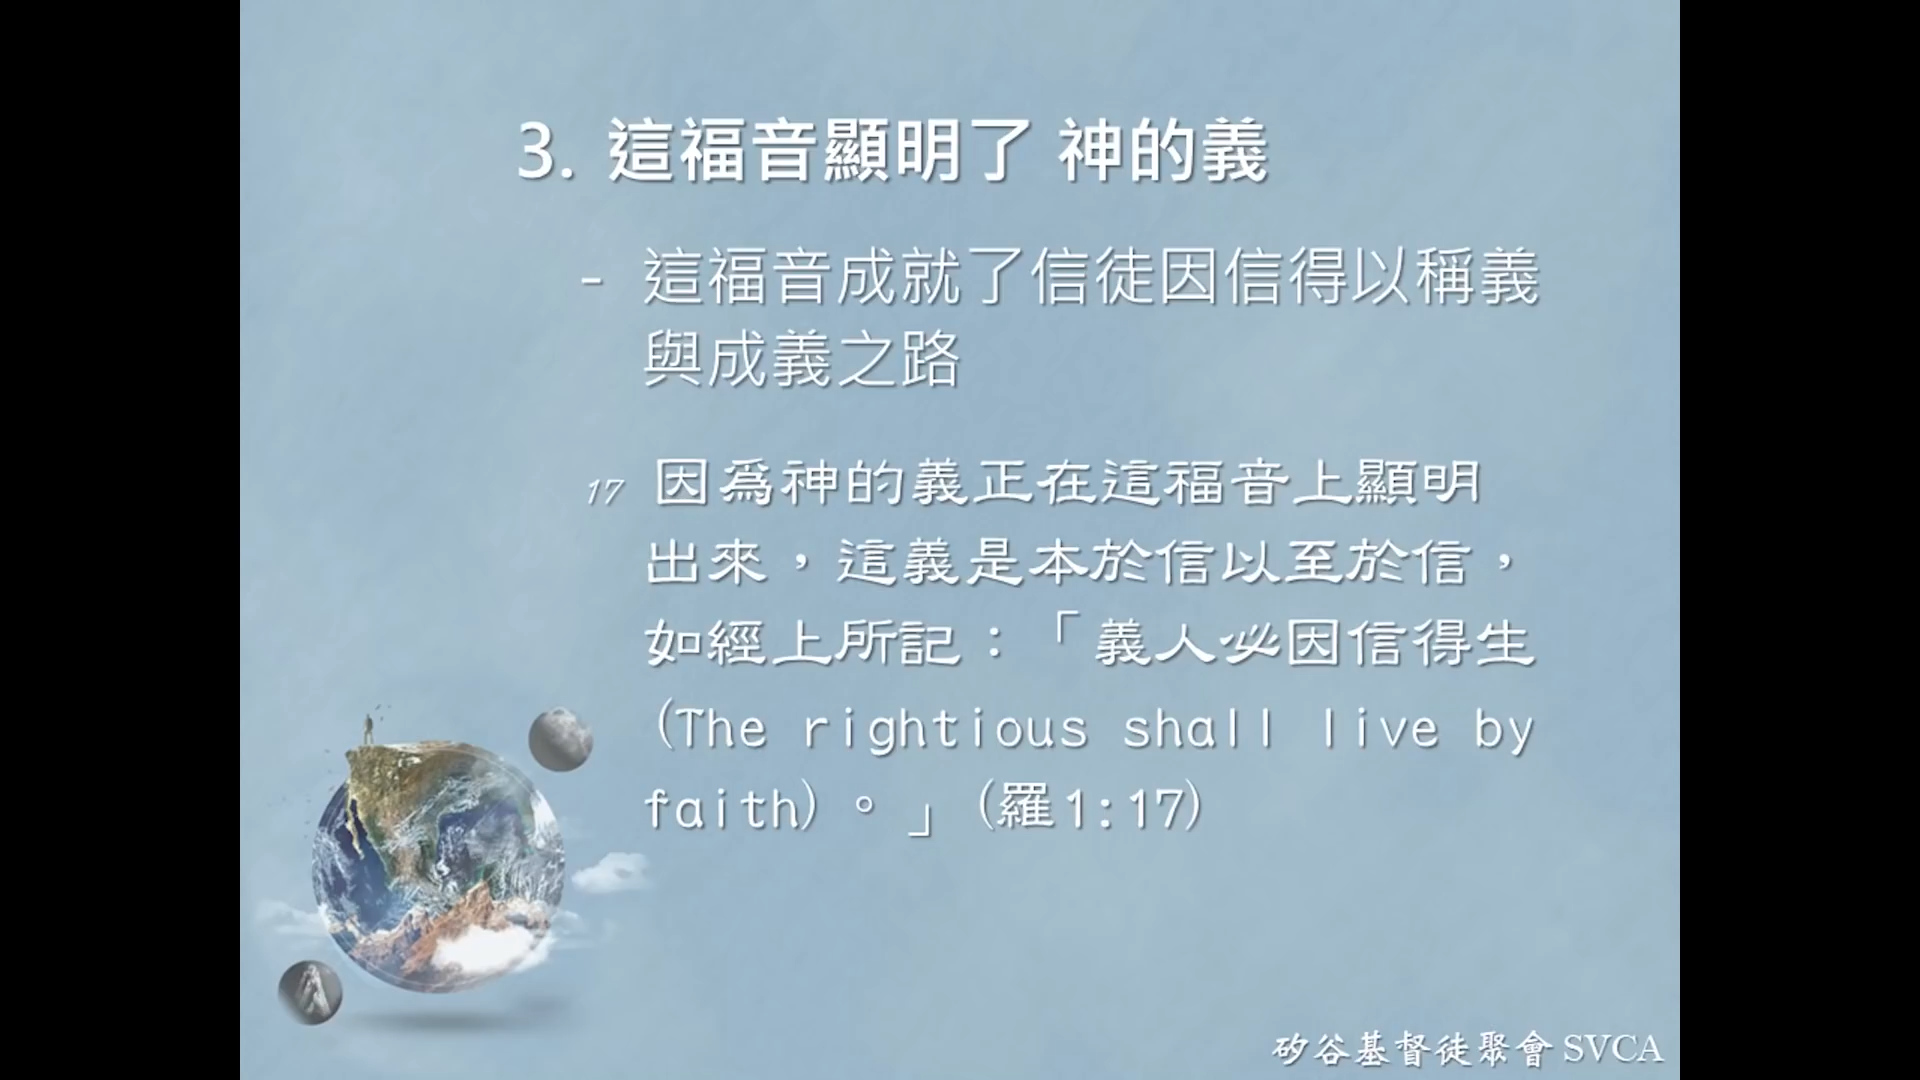 3. 這福音顯明了 神的義
- 這福音成就了信徒因信得以稱義
與成義之路
17 因為神的義正在這福音上顯明
出來，這義是本於信以至於信，
如經上所記：「義人必因信得生
(The rightious shall live by
faith)。」(羅1:17)
矽谷基督徒聚會 SVCA